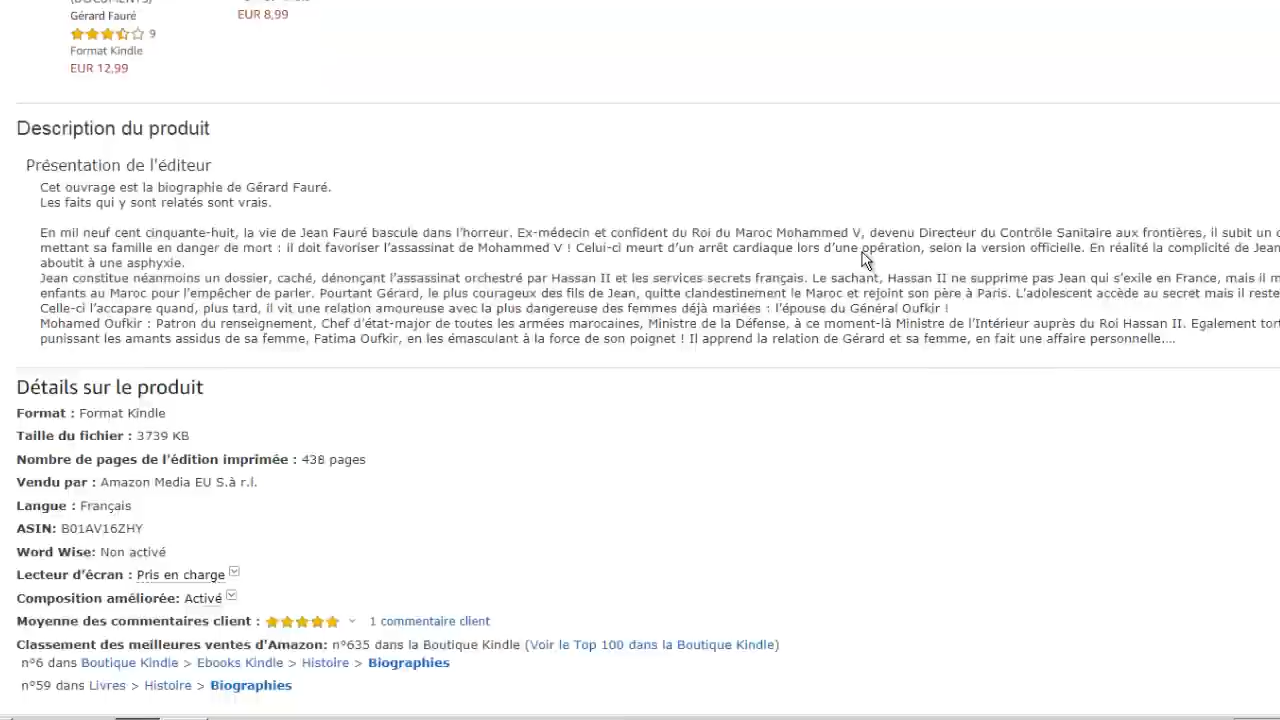 Gérard Fauré
EUR 8,99
9
Format Kindle
EUR 12,99
Description du produit
Présentation de l'éditeur
Cet ouvrage est la biographie de Gérard Fauré.
Les faits qui y sont relatés sont vrais.
En mil neuf cent cinquante-huit, la vie de Jean Fauré bascule dans l'horreur. Ex-médecin et confident du Roi du Maroc Mohammed V, devenu Directeur du Contrôle Sanitaire aux frontières, il subit un
mettant sa famille en danger de mort : il doit favoriser l'assassinat de Mohammed V ! Celui-ci meurt d'un arrêt cardiaque lors d'une opération, selon la version officielle. En réalité la complicité de Jean
aboutit à une asphyxie.
Jean constitue néanmoins un dossier, caché, dénonçant l'assassinat orchestré par Hassan II et les services secrets français. Le sachant, Hassan II ne supprime pas Jean qui s'exile en France, mais il
enfants au Maroc pour l'empêcher de parler. Pourtant Gérard, le plus courageux des fils de Jean, quitte clandestinement le Maroc et rejoint son père à Paris. L'adolescent accède au secret mais il reste
Celle-ci l'accapare quand, plus tard, il vit une relation amoureuse avec la plus dangereuse des femmes déjà mariées : l'épouse du Général Oufkir !
Mohamed Oufkir : Patron du renseignement, Chef d'état-major de toutes les armées marocaines, Ministre de la Défense, à ce moment-là Ministre de l'Intérieur auprès du Roi Hassan II. Egalement
punissant les amants assidus de sa femme, Fatima Oufkir, en les émasculant à la force de son poignet ! Il apprend la relation de Gérard et sa femme, en fait une affaire personnelle....
Détails sur le produit
Format : Format Kindle
Taille du fichier : 3739 KB
Nombre de pages de l'édition imprimée : 438 pages
Vendu par : Amazon Media EU S.à r.l.
Langue : Français
ASIN: B01AV16ZHY
Word Wise: Non activé
Lecteur d'écran : Pris en charge
Composition améliorée: Activé
Moyenne des commentaires client : 1 commentaire client
Classement des meilleures ventes d'Amazon: n°635 dans la Boutique Kindle (Voir le Top 100 dans la Boutique Kindle)
n°6 dans Boutique Kindle > Ebooks Kindle > Histoire > Biographies
n°59 dans Livres > Histoire > Biographies